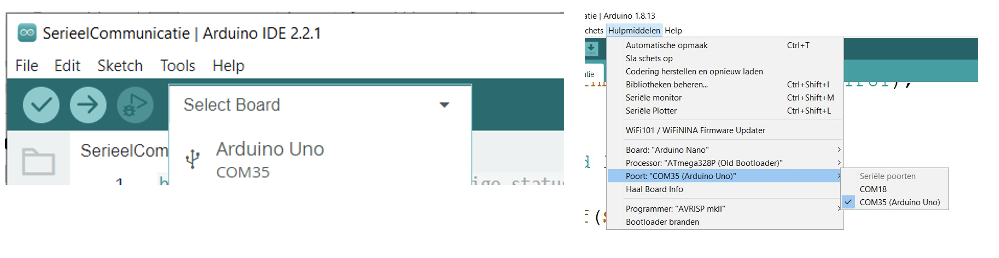 SerieelCommunicatie | Arduino IDE 2.2.1
File Edit Sketch Tools Help
Select Board
SerieelCom
Arduino Uno
COM35
1 b
ige statu
atie | Arduino 1.8.13
chets Hulpmiddelen Help
atie
Automatische opmaak Ctrl+T
Sla schets op
Codering herstellen en opnieuw laden
Bibliotheken beheren... Ctrl+Shift+I
Seriële monitor Ctrl+Shift+M
Seriële Plotter Ctrl+Shift+L
WiFi101 / WiFiNINA Firmware Updater
Board: "Arduino Nano"
Processor: "ATmega328P (Old Bootloader)"
Poort: "COM35 (Arduino Uno)"
Haal Board Info
Programmer: "AVRISP mkII"
Bootloader branden
Seriële poorten
COM18
COM35 (Arduino Uno)